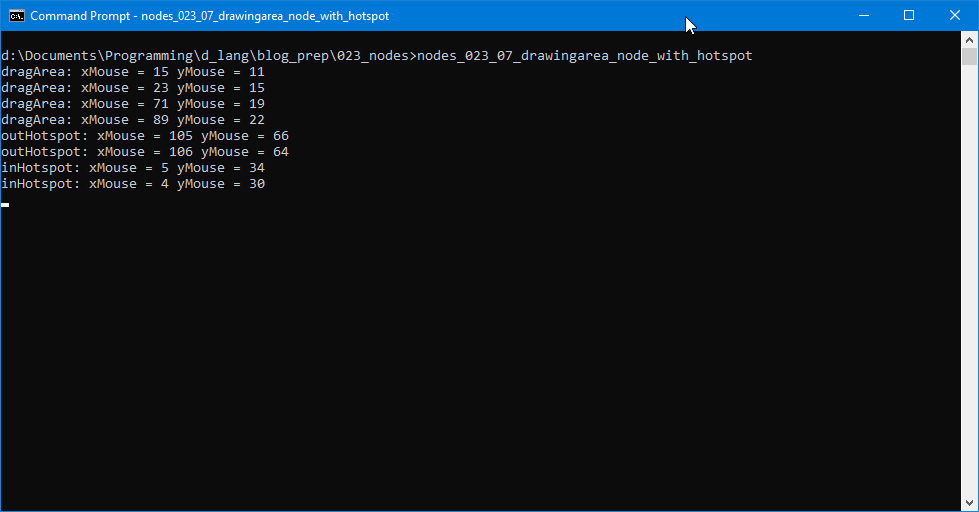 Command Prompt - nodes_023_07_drawingarea_node_with_hotspot
d:\Documents\Programming\d_lang\blog_prep\023_nodes>nodes_023_07_drawingarea_node_with_hotspot
dragArea: xMouse = 15 yMouse = 11
dragArea: xMouse = 23 yMouse = 15
dragArea: xMouse = 71 yMouse = 19
dragArea: xMouse = 89 yMouse = 22
outHotspot: xMouse = 105 yMouse = 66
outHotspot: xMouse = 106 yMouse = 64
inHotspot: xMouse = 5 yMouse = 34
inHotspot: xMouse = 4 yMouse = 30